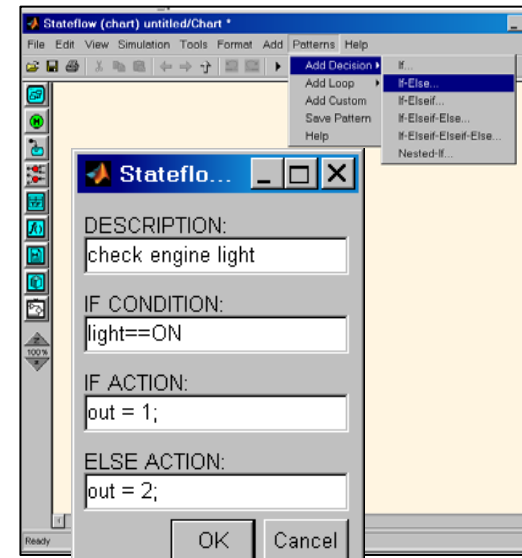 Stateflow (chart) untitled/Chart *
File Edit View Simulation Tools Format Add Patterns Help
Add Decision
Add Loop
Add Custom
Save Pattern
Help
If...
If-Else...
If-Elseif...
If-Elseif-Else...
If-Elseif-Elseif-Else...
Nested-If...
Stateflo...
DESCRIPTION:
check engine light
IF CONDITION:
light==ON
IF ACTION:
out = 1;
ELSE ACTION:
out = 2;
OK Cancel
100%
Ready